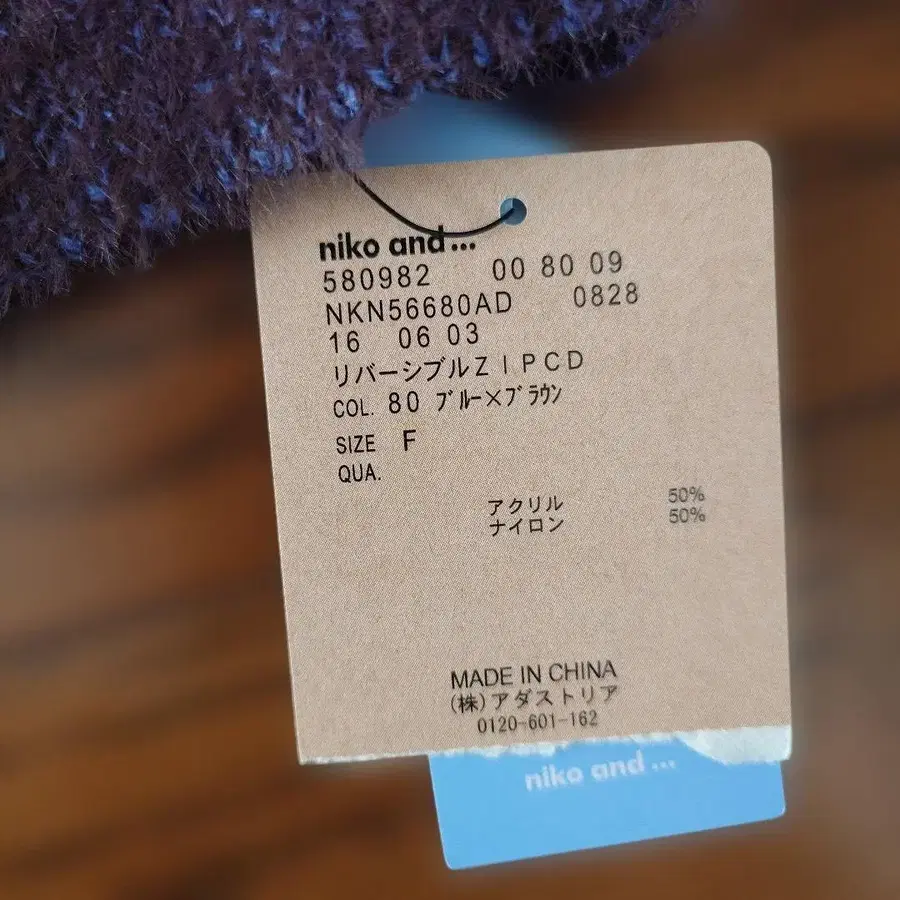 niko and...
580982 00 80 09
NKN56680AD 0828
16 06 03
リバーシブルZIPCD
COL. 80 ブルー×ブラウン
SIZE F
QUA.
アクリル 50%
ナイロン 50%
MADE IN CHINA
(株)アダストリア
0120-601-162
niko and ...